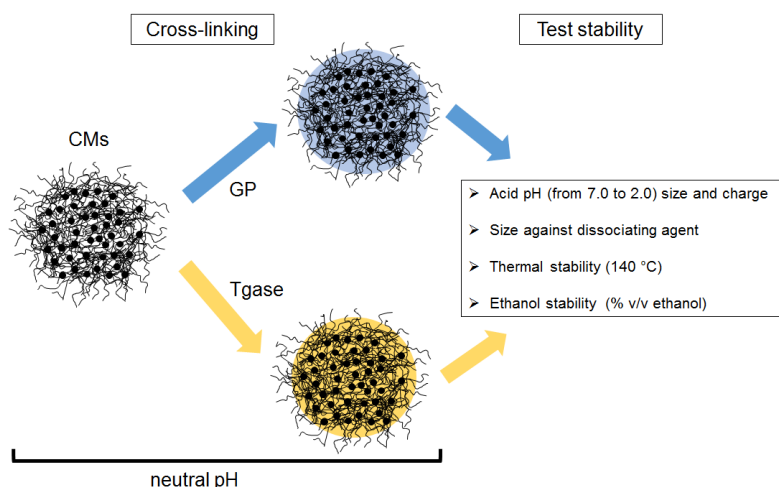 Cross-linking
Test stability
CMs
GP
Tgase
➢ Acid pH (from 7.0 to 2.0) size and charge
➢ Size against dissociating agent
➢ Thermal stability (140 °C)
➢ Ethanol stability (% v/v ethanol)
neutral pH